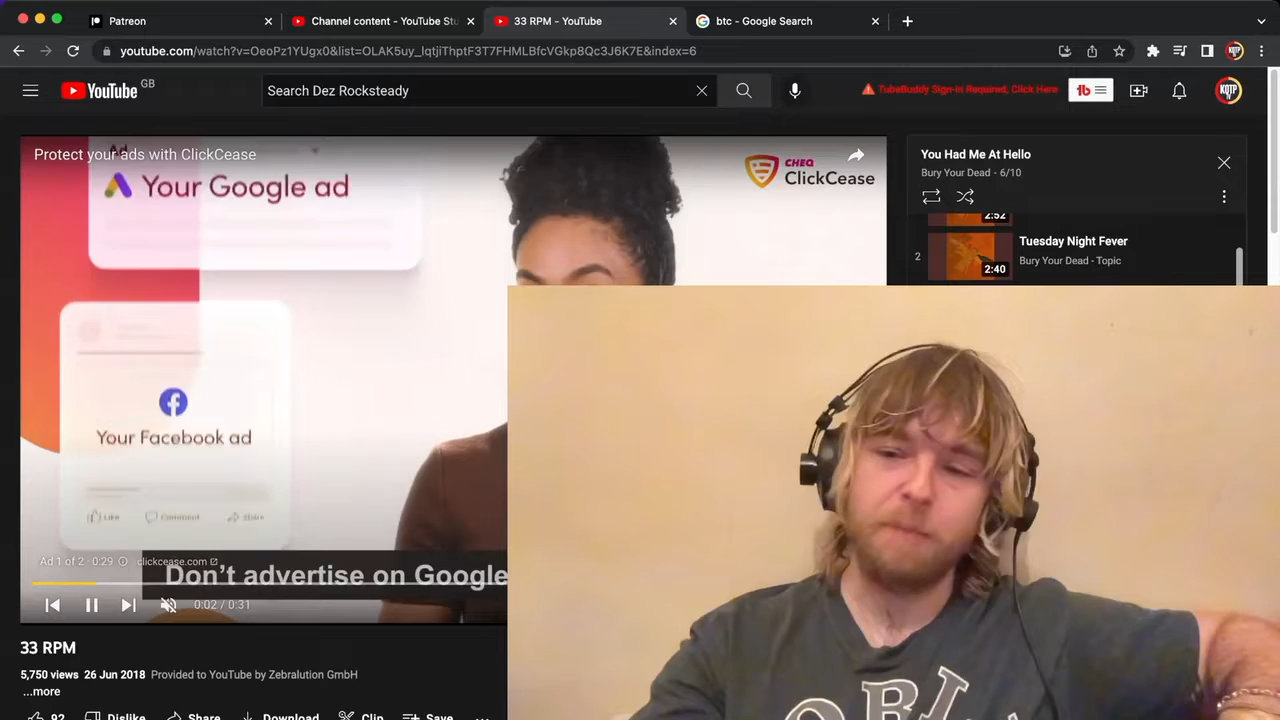 Patreon
Channel content - YouTube Stu
33 RPM - YouTube
btc - Google Search
youtube.com/watch?v=OeoPz1YUgx0&list=OLAK5uy_IqtjiThptF3T7FHMLBfcVGkp8Qc3J6K7E&index=6
YouTube GB
Search Dez Rocksteady
TubeBuddy Sign-in Required, Click Here
tb
KQTP
Protect your ads with ClickCease
Ad
Your Google ad
CHEQ
ClickCease
Your Facebook ad
Like Comment Share
Ad 1 of 2 · 0:29 clickcease.com
Don't advertise on Google
0:02 / 0:31
You Had Me At Hello
Bury Your Dead - 6/10
2:52
2 Tuesday Night Fever
2:40 Bury Your Dead - Topic
33 RPM
5,750 views 26 Jun 2018 Provided to YouTube by Zebralution GmbH
...more
92 Dislike Share Download Clip Save